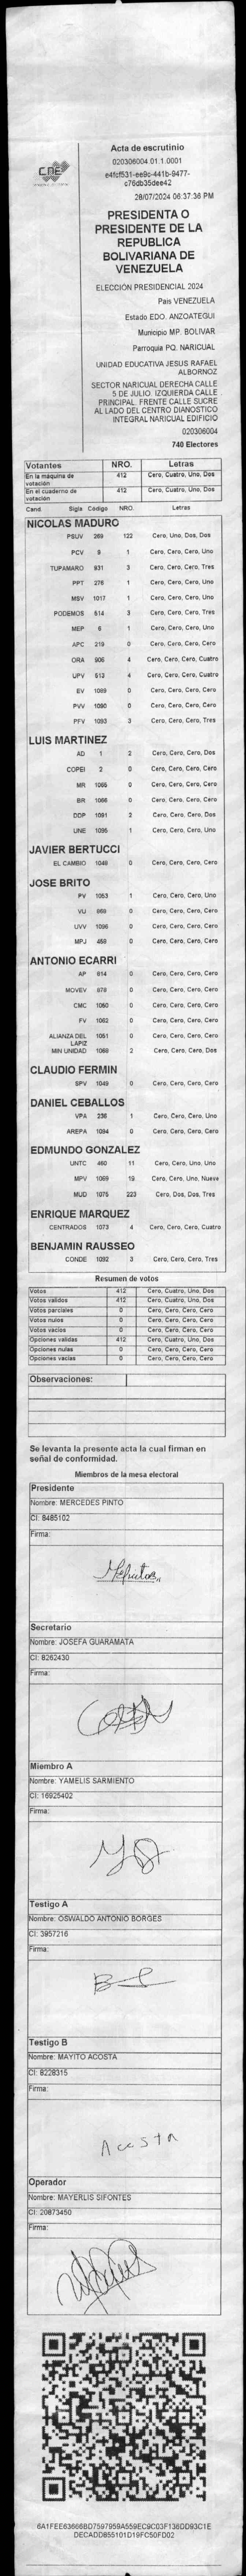 CNE
Acta de escrutinio
020306004.01.1.0001
e4fcf531-ee9c-441b-9477-
c76db35dee42
28/07/2024 06:37:36 PM
PRESIDENTA O
PRESIDENTE DE LA
REPUBLICA
BOLIVARIANA DE
VENEZUELA
ELECCIÓN PRESIDENCIAL 2024
Pais VENEZUELA
Estado EDO. ANZOATEGUI
Municipio MP. BOLIVAR
Parroquia PQ. NARICUAL
UNIDAD EDUCATIVA JESUS RAFAEL
ALBORNOZ
SECTOR NARICUAL DERECHA CALLE
5 DE JULIO. IZQUIERDA CALLE
PRINCIPAL. FRENTE CALLE SUCRE
AL LADO DEL CENTRO DIANOSTICO
INTEGRAL NARICUAL EDIFICIO
020306004
740 Electores
Votantes NRO. Letras
En la maquina de votación 412 Cero, Cuatro, Uno, Dos
En el cuaderno de votación 412 Cero, Cuatro, Uno, Dos
Cand. Sigla Codigo NRO. Letras
NICOLAS MADURO
PSUV 269 122 Cero, Uno, Dos, Dos
PCV 9 1 Cero, Cero, Cero, Uno
TUPAMARO 931 3 Cero, Cero, Cero, Tres
PPT 276 1 Cero, Cero, Cero, Uno
MSV 1017 1 Cero, Cero, Cero, Uno
PODEMOS 514 3 Cero, Cero, Cero, Tres
MEP 6 1 Cero, Cero, Cero, Uno
APC 219 0 Cero, Cero, Cero, Cero
ORA 906 4 Cero, Cero, Cero, Cuatro
UPV 513 4 Cero, Cero, Cero, Cuatro
EV 1089 0 Cero, Cero, Cero, Cero
PVV 1090 0 Cero, Cero, Cero, Cero
PFV 1093 3 Cero, Cero, Cero, Tres
LUIS MARTINEZ
AD 1 2 Cero, Cero, Cero, Dos
COPEI 2 0 Cero, Cero, Cero, Cero
MR 1065 0 Cero, Cero, Cero, Cero
BR 1066 0 Cero, Cero, Cero, Cero
DDP 1091 2 Cero, Cero, Cero, Dos
UNE 1095 1 Cero, Cero, Cero, Uno
JAVIER BERTUCCI
EL CAMBIO 1048 0 Cero, Cero, Cero, Cero
JOSE BRITO
PV 1053 1 Cero, Cero, Cero, Uno
VU 969 0 Cero, Cero, Cero, Cero
UVV 1096 0 Cero, Cero, Cero, Cero
MPJ 459 0 Cero, Cero, Cero, Cero
ANTONIO ECARRI
AP 914 0 Cero, Cero, Cero, Cero
MOVEV 978 0 Cero, Cero, Cero, Cero
CMC 1050 0 Cero, Cero, Cero, Cero
FV 1062 0 Cero, Cero, Cero, Cero
ALIANZA DEL LAPIZ 1051 0 Cero, Cero, Cero, Cero
MIN UNIDAD 1069 2 Cero, Cero, Cero, Dos
CLAUDIO FERMIN
SPV 1049 0 Cero, Cero, Cero, Cero
DANIEL CEBALLOS
VPA 236 1 Cero, Cero, Cero, Uno
AREPA 1094 0 Cero, Cero, Cero, Cero
EDMUNDO GONZALEZ
UNTC 460 11 Cero, Cero, Uno, Uno
MPV 1069 19 Cero, Cero, Uno, Nueve
MUD 1075 223 Cero, Dos, Dos, Tres
ENRIQUE MARQUEZ
CENTRADOS 1073 4 Cero, Cero, Cero, Cuatro
BENJAMIN RAUSSEO
CONDE 1092 3 Cero, Cero, Cero, Tres
Resumen de votos
Votos 412 Cero, Cuatro, Uno, Dos
Votos validos 412 Cero, Cuatro, Uno, Dos
Votos parciales 0 Cero, Cero, Cero, Cero
Votos nulos 0 Cero, Cero, Cero, Cero
Votos vacios 0 Cero, Cero, Cero, Cero
Opciones validas 412 Cero, Cuatro, Uno, Dos
Opciones nulas 0 Cero, Cero, Cero, Cero
Opciones vacias 0 Cero, Cero, Cero, Cero
Observaciones:
Se levanta la presente acta la cual firman en
señal de conformidad.
Miembros de la mesa electoral
Presidente
Nombre: MERCEDES PINTO
CI: 8485102
Firma:
Secretario
Nombre: JOSEFA GUARAMATA
CI: 8262430
Firma:
Miembro A
Nombre: YAMELIS SARMIENTO
CI: 16925402
Firma:
Testigo A
Nombre: OSWALDO ANTONIO BORGES
CI: 3957216
Firma:
Testigo B
Nombre: MAYITO ACOSTA
CI: 8228315
Firma:
Acosta
Operador
Nombre: MAYERLIS SIFONTES
CI: 20873450
Firma:
6A1FEE63666BD7597959A559EC9C03F136DD93C1E
DECADD855101D19FC50FD02